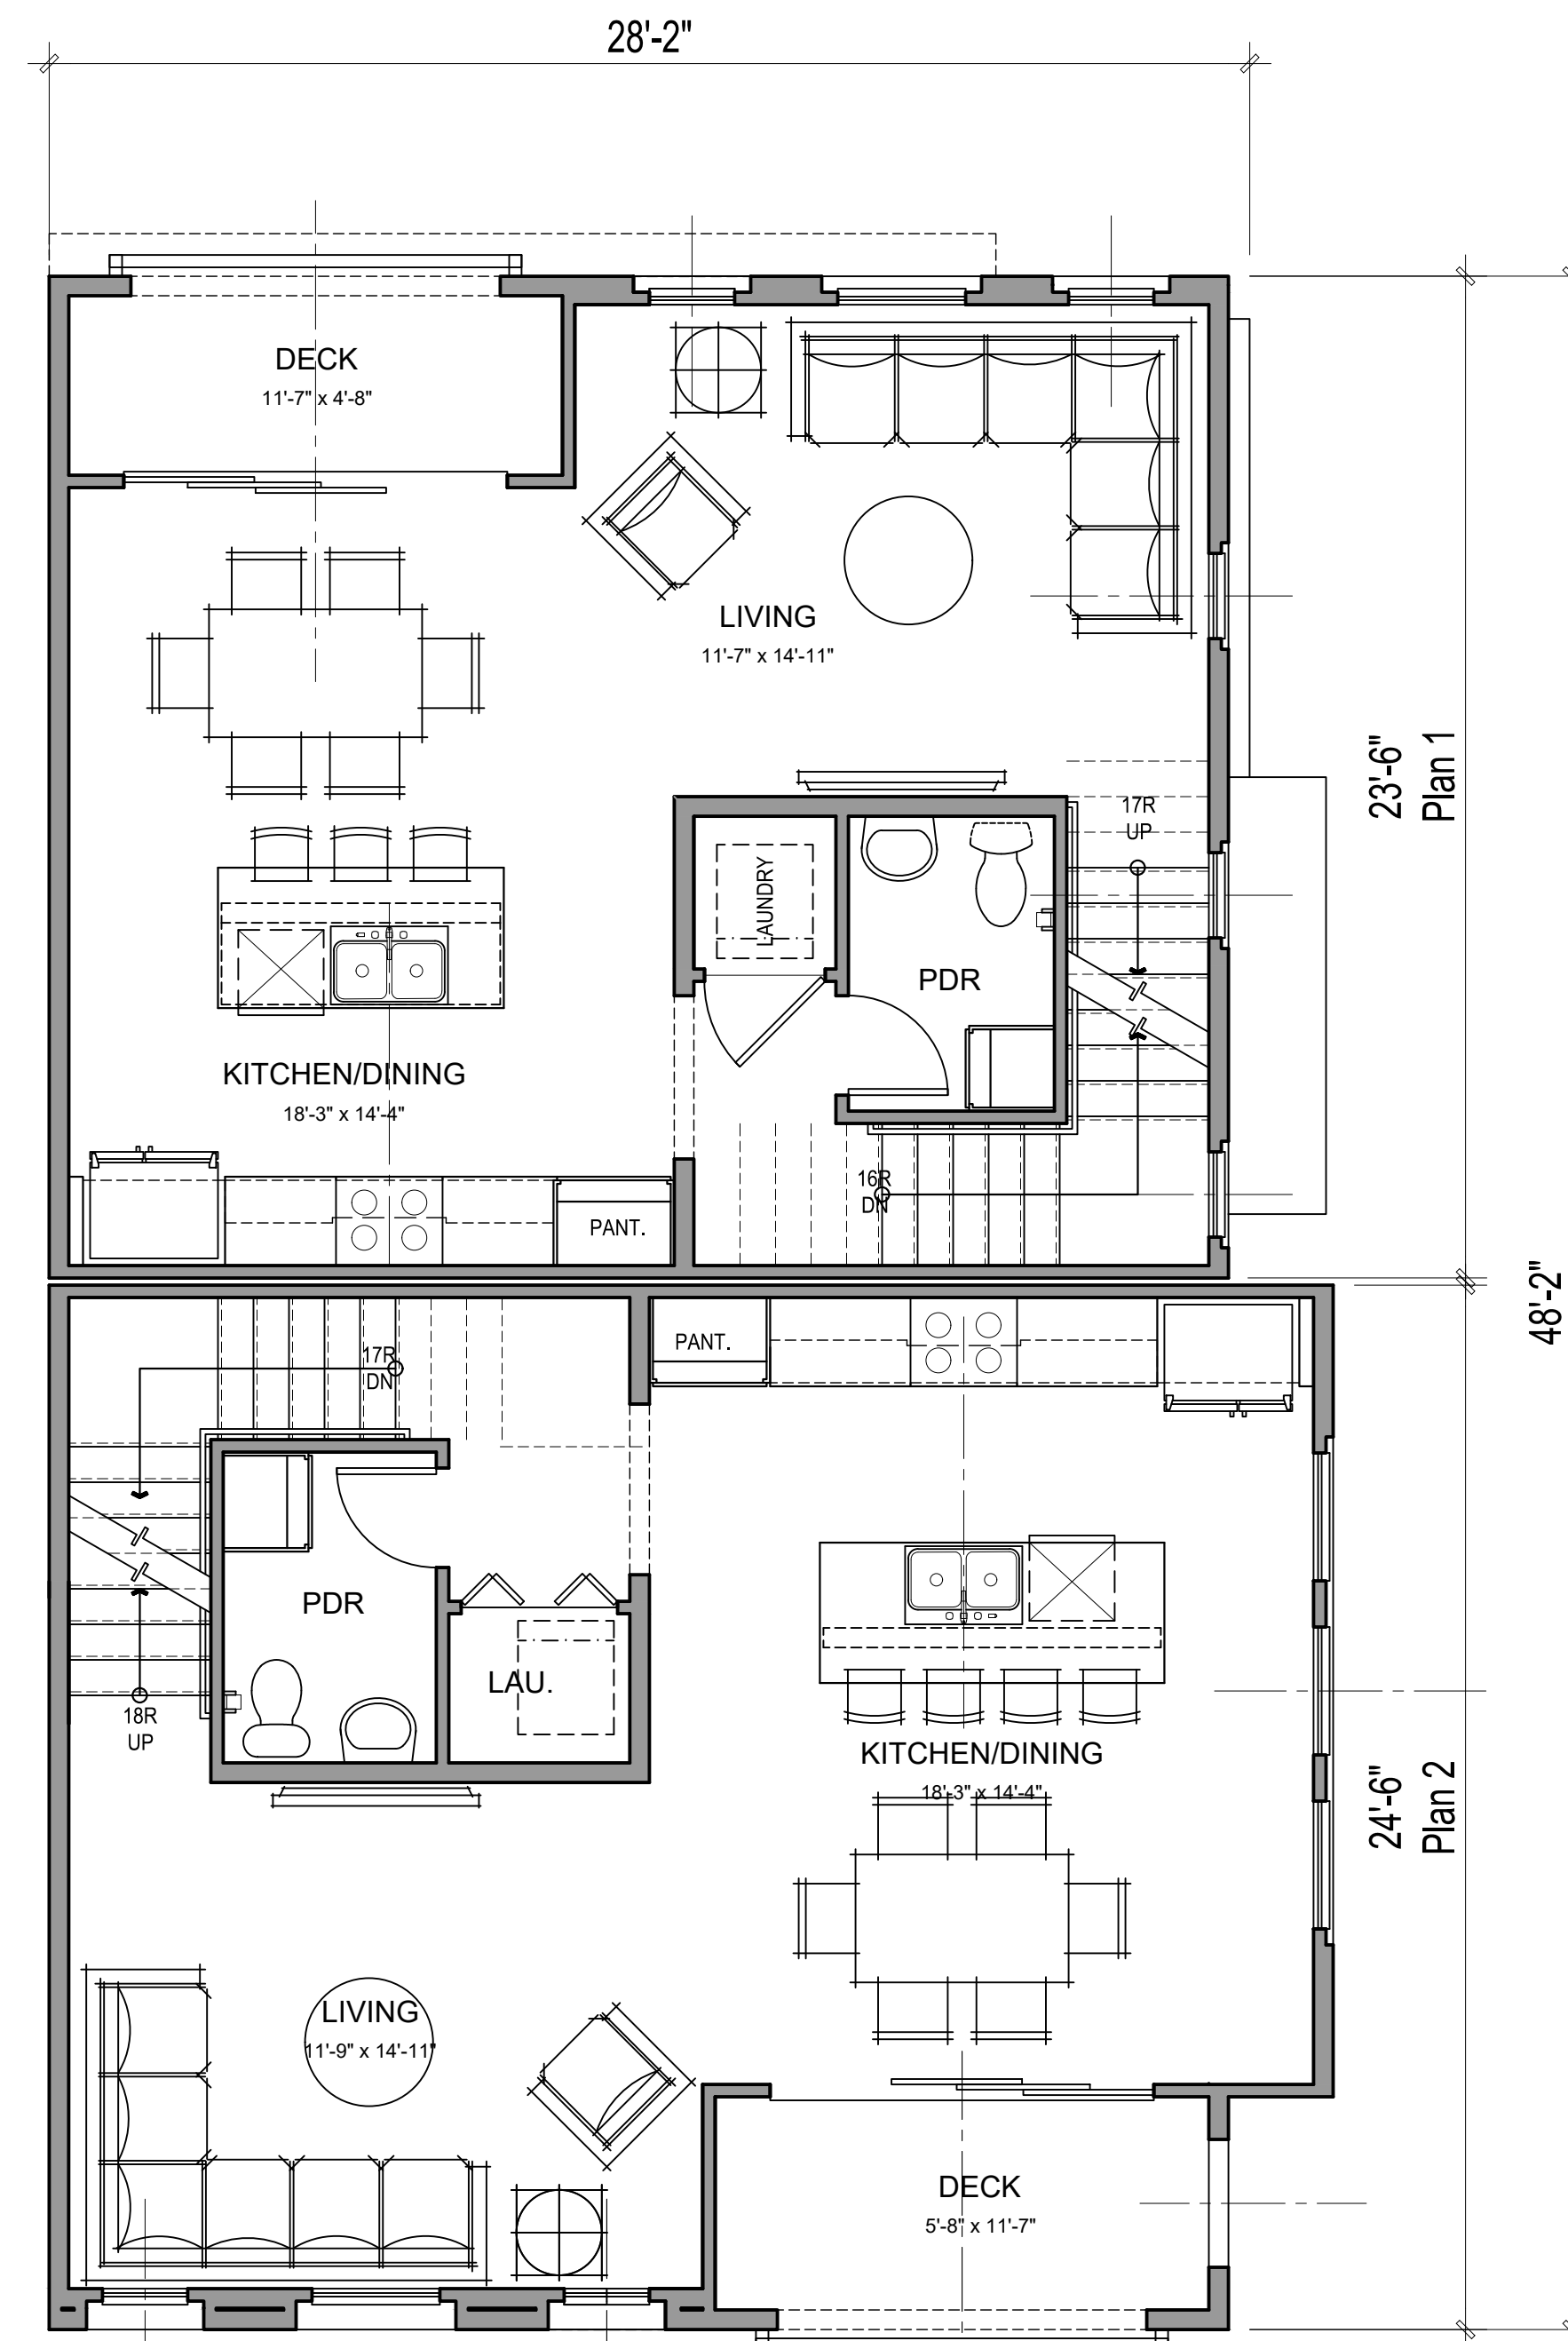 28'-2"
DECK
11'-7" x 4'-8"
LIVING
11'-7" x 14'-11"
23'-6"
Plan 1
17R
UP
LAUNDRY
PDR
KITCHEN/DINING
18'-3" x 14'-4"
16R
DN
PANT.
48'-2"
17R
DN
PANT.
PDR
LAU.
18R
UP
KITCHEN/DINING
18'-3" x 14'-4"
24'-6"
Plan 2
LIVING
11'-9" x 14'-11"
DECK
5'-8" x 11'-7"